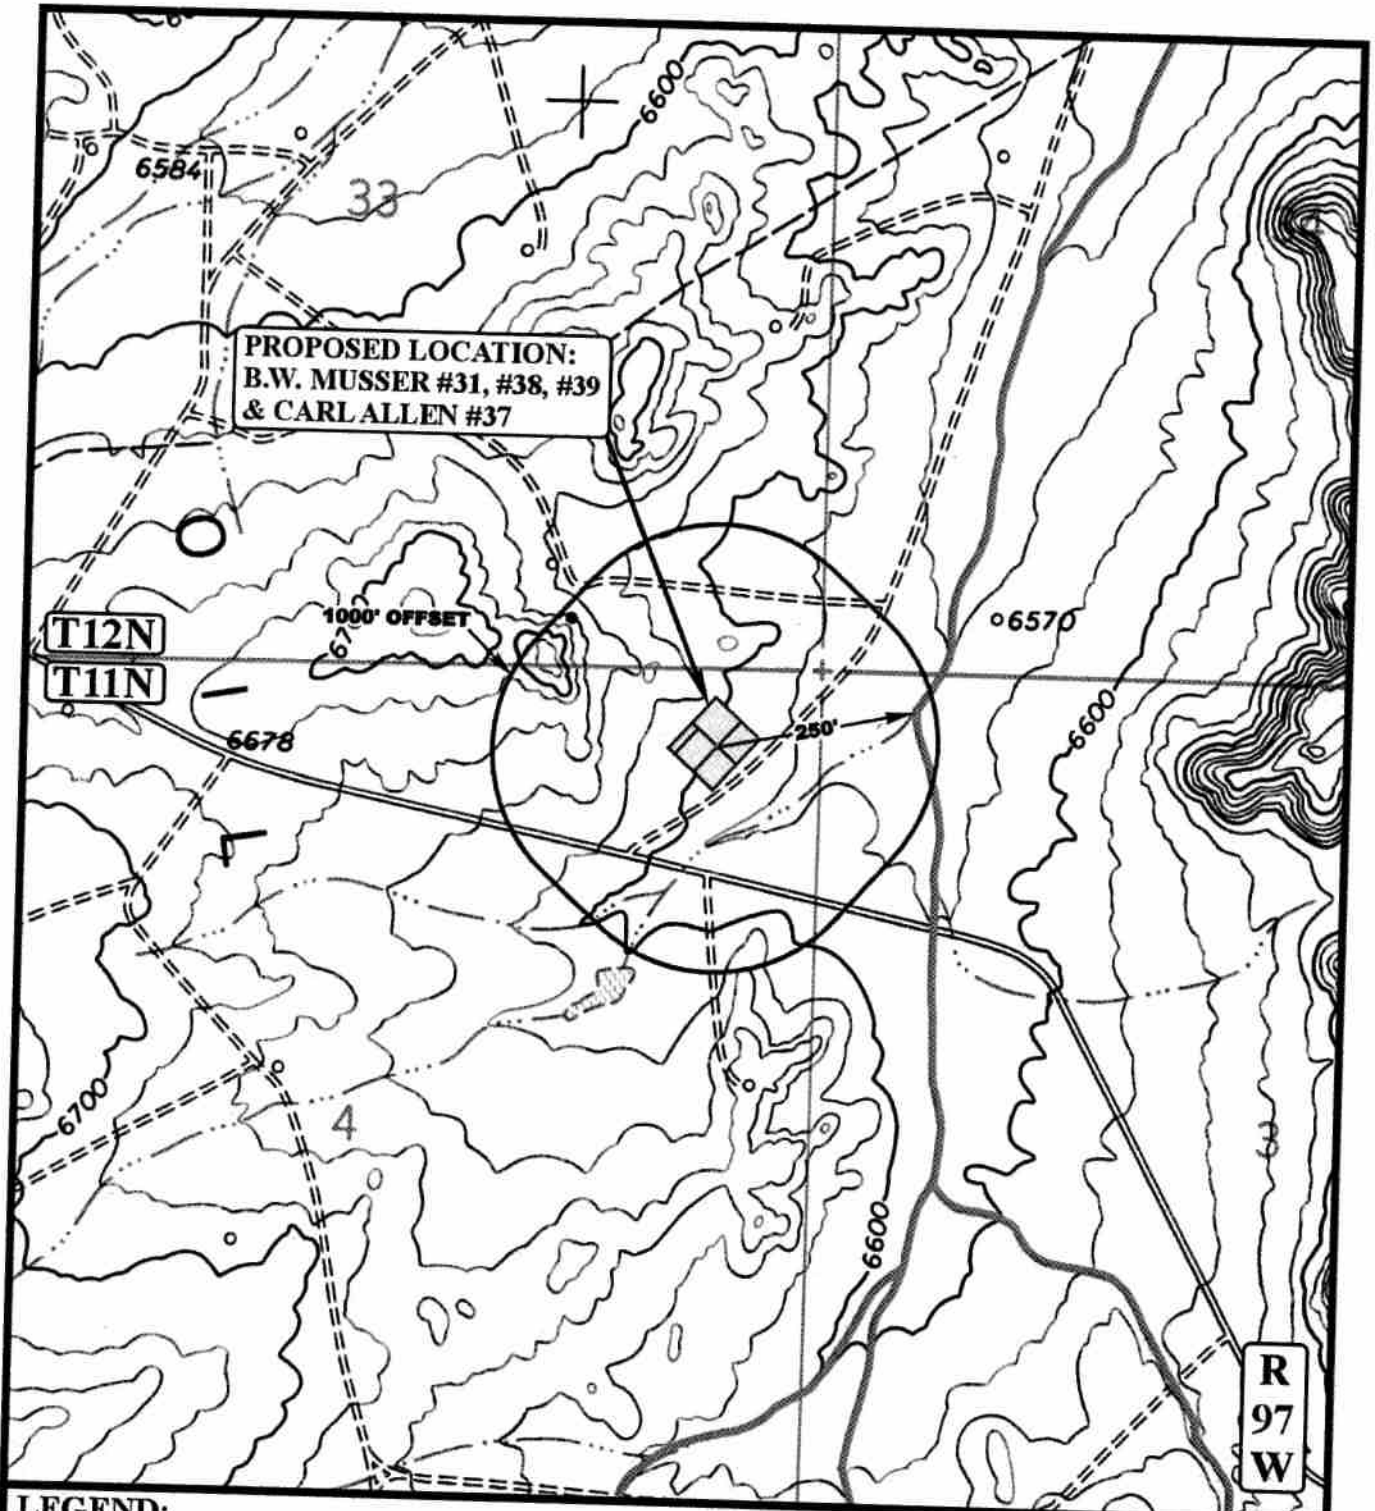 6600
6584
33
PROPOSED LOCATION:
B.W. MUSSER #31, #38, #39
& CARL ALLEN #37
1000' OFFSET
6570
T12N
T11N
6600
250'
6678
6700
4
3
6600
R
97
W
LEGEND: